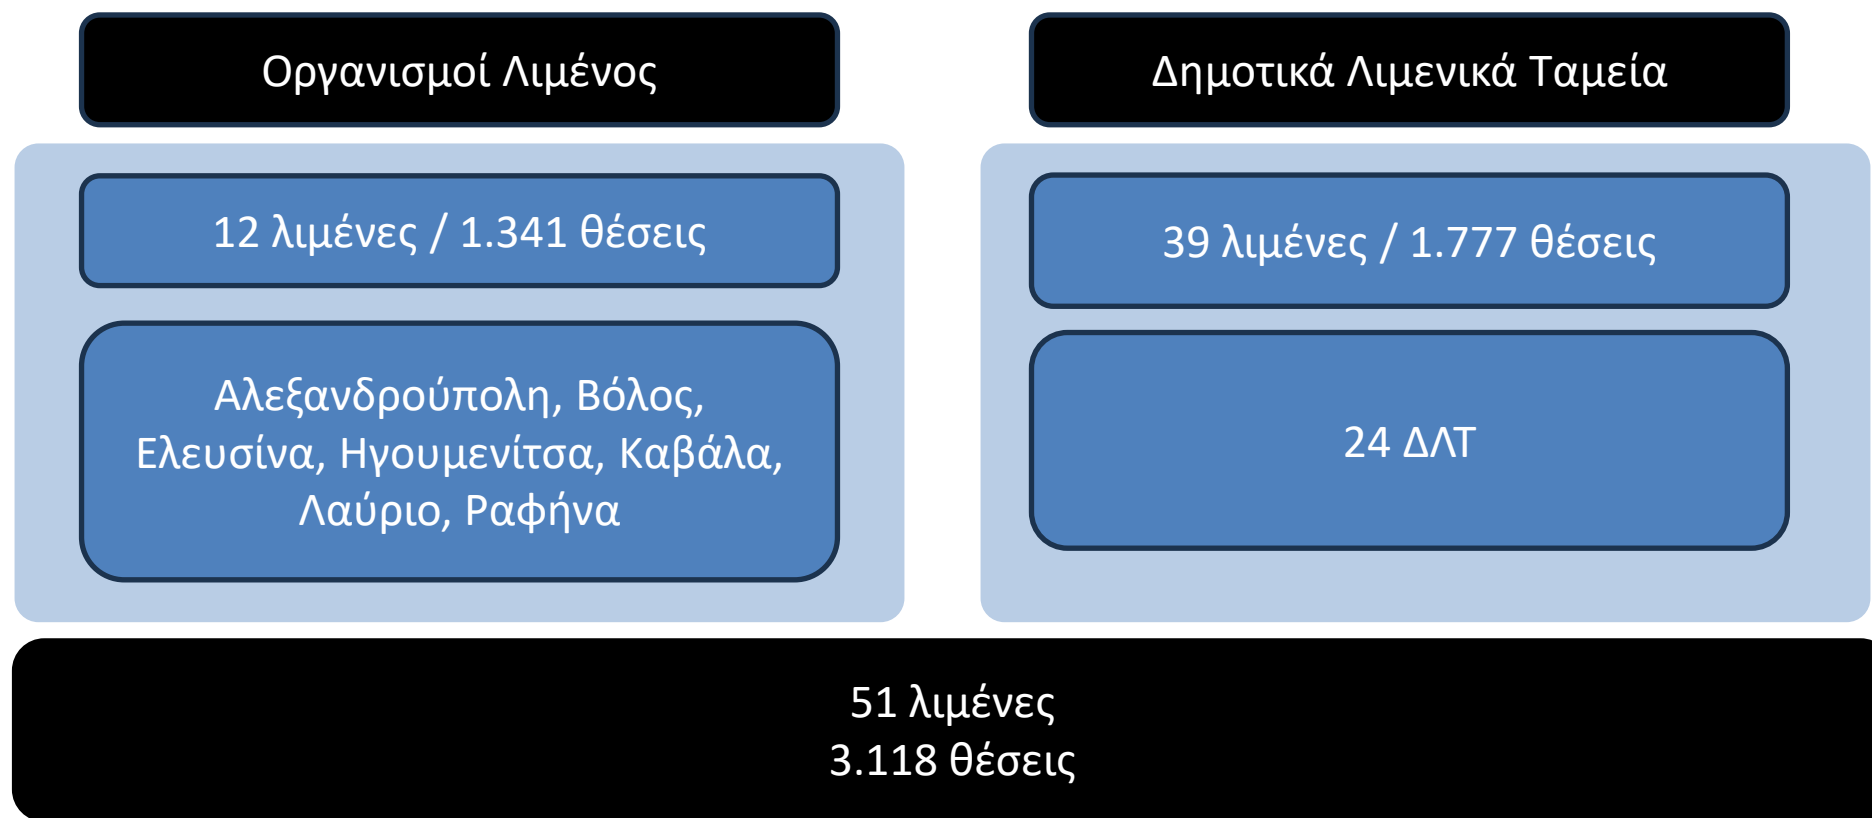 Οργανισμοί Λιμένος
12 λιμένες / 1.341 θέσεις
Αλεξανδρούπολη, Βόλος,
Ελευσίνα, Ηγουμενίτσα, Καβάλα,
Λαύριο, Ραφήνα
Δημοτικά Λιμενικά Ταμεία
39 λιμένες / 1.777 θέσεις
24 ΔΛΤ
51 λιμένες
3.118 θέσεις